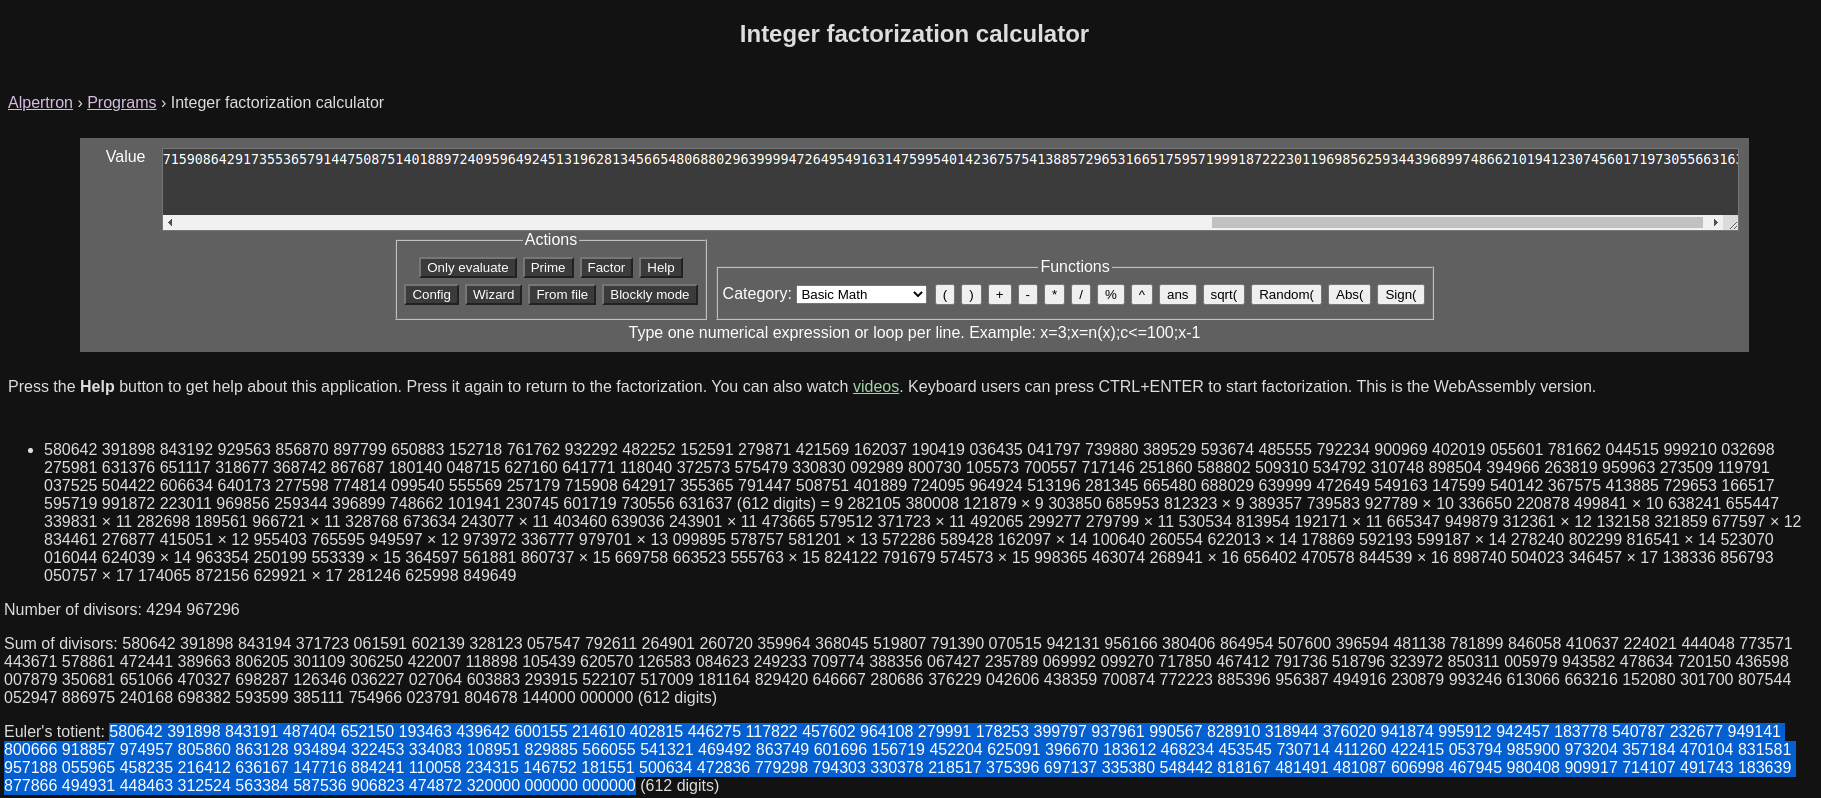 Integer factorization calculator
Alpertron › Programs › Integer factorization calculator
Value
715908642917355365791447508751401889724095964924513196281345665480688029639999472649549163147599540142367575413885729653166517595719991872223011969856259344396899748662101941230745601719730556631637
Actions
Functions
Only evaluate Prime Factor Help
Config Wizard From file Blockly mode
Category: Basic Math ( ) + - * / % ^ ans sqrt( Random( Abs( Sign(
Type one numerical expression or loop per line. Example: x=3;x=n(x);c<=100;x-1
Press the Help button to get help about this application. Press it again to return to the factorization. You can also watch videos. Keyboard users can press CTRL+ENTER to start factorization. This is the WebAssembly version.
• 580642 391898 843192 929563 856870 897799 650883 152718 761762 932292 482252 152591 279871 421569 162037 190419 036435 041797 739880 389529 593674 485555 792234 900969 402019 055601 781662 044515 999210 032698
275981 631376 651117 318677 368742 867687 180140 048715 627160 641771 118040 372573 575479 330830 092989 800730 105573 700557 717146 251860 588802 509310 534792 310748 898504 394966 263819 959963 273509 119791
037525 504422 606634 640173 277598 774814 099540 555569 257179 715908 642917 355365 791447 508751 401889 724095 964924 513196 281345 665480 688029 639999 472649 549163 147599 540142 367575 413885 729653 166517
595719 991872 223011 969856 259344 396899 748662 101941 230745 601719 730556 631637 (612 digits) = 9 282105 380008 121879 × 9 303850 685953 812323 × 9 389357 739583 927789 × 10 336650 220878 499841 × 10 638241 655447
339831 × 11 282698 189561 966721 × 11 328768 673634 243077 × 11 403460 639036 243901 × 11 473665 579512 371723 × 11 492065 299277 279799 × 11 530534 813954 192171 × 11 665347 949879 312361 × 12 132158 321859 677597 × 12
834461 276877 415051 × 12 955403 765595 949597 × 12 973972 336777 979701 × 13 099895 578757 581201 × 13 572286 589428 162097 × 14 100640 260554 622013 × 14 178869 592193 599187 × 14 278240 802299 816541 × 14 523070
016044 624039 × 14 963354 250199 553339 × 15 364597 561881 860737 × 15 669758 663523 555763 × 15 824122 791679 574573 × 15 998365 463074 268941 × 16 656402 470578 844539 × 16 898740 504023 346457 × 17 138336 856793
050757 × 17 174065 872156 629921 × 17 281246 625998 849649
Number of divisors: 4294 967296
Sum of divisors: 580642 391898 843194 371723 061591 602139 328123 057547 792611 264901 260720 359964 368045 519807 791390 070515 942131 956166 380406 864954 507600 396594 481138 781899 846058 410637 224021 444048 773571
443671 578861 472441 389663 806205 301109 306250 422007 118898 105439 620570 126583 084623 249233 709774 388356 067427 235789 069992 099270 717850 467412 791736 518796 323972 850311 005979 943582 478634 720150 436598
007879 350681 651066 470327 698287 126346 036227 027064 603883 293915 522107 517009 181164 829420 646667 280686 376229 042606 438359 700874 772223 885396 956387 494916 230879 993246 613066 663216 152080 301700 807544
052947 886975 240168 698382 593599 385111 754966 023791 804678 144000 000000 (612 digits)
Euler's totient: 580642 391898 843191 487404 652150 193463 439642 600155 214610 402815 446275 117822 457602 964108 279991 178253 399797 937961 990567 828910 318944 376020 941874 995912 942457 183778 540787 232677 949141
800666 918857 974957 805860 863128 934894 322453 334083 108951 829885 566055 541321 469492 863749 601696 156719 452204 625091 396670 183612 468234 453545 730714 411260 422415 053794 985900 973204 357184 470104 831581
957188 055965 458235 216412 636167 147716 884241 110058 234315 146752 181551 500634 472836 779298 794303 330378 218517 375396 697137 335380 548442 818167 481491 481087 606998 467945 980408 909917 714107 491743 183639
877866 494931 448463 312524 563384 587536 906823 474872 320000 000000 000000 (612 digits)